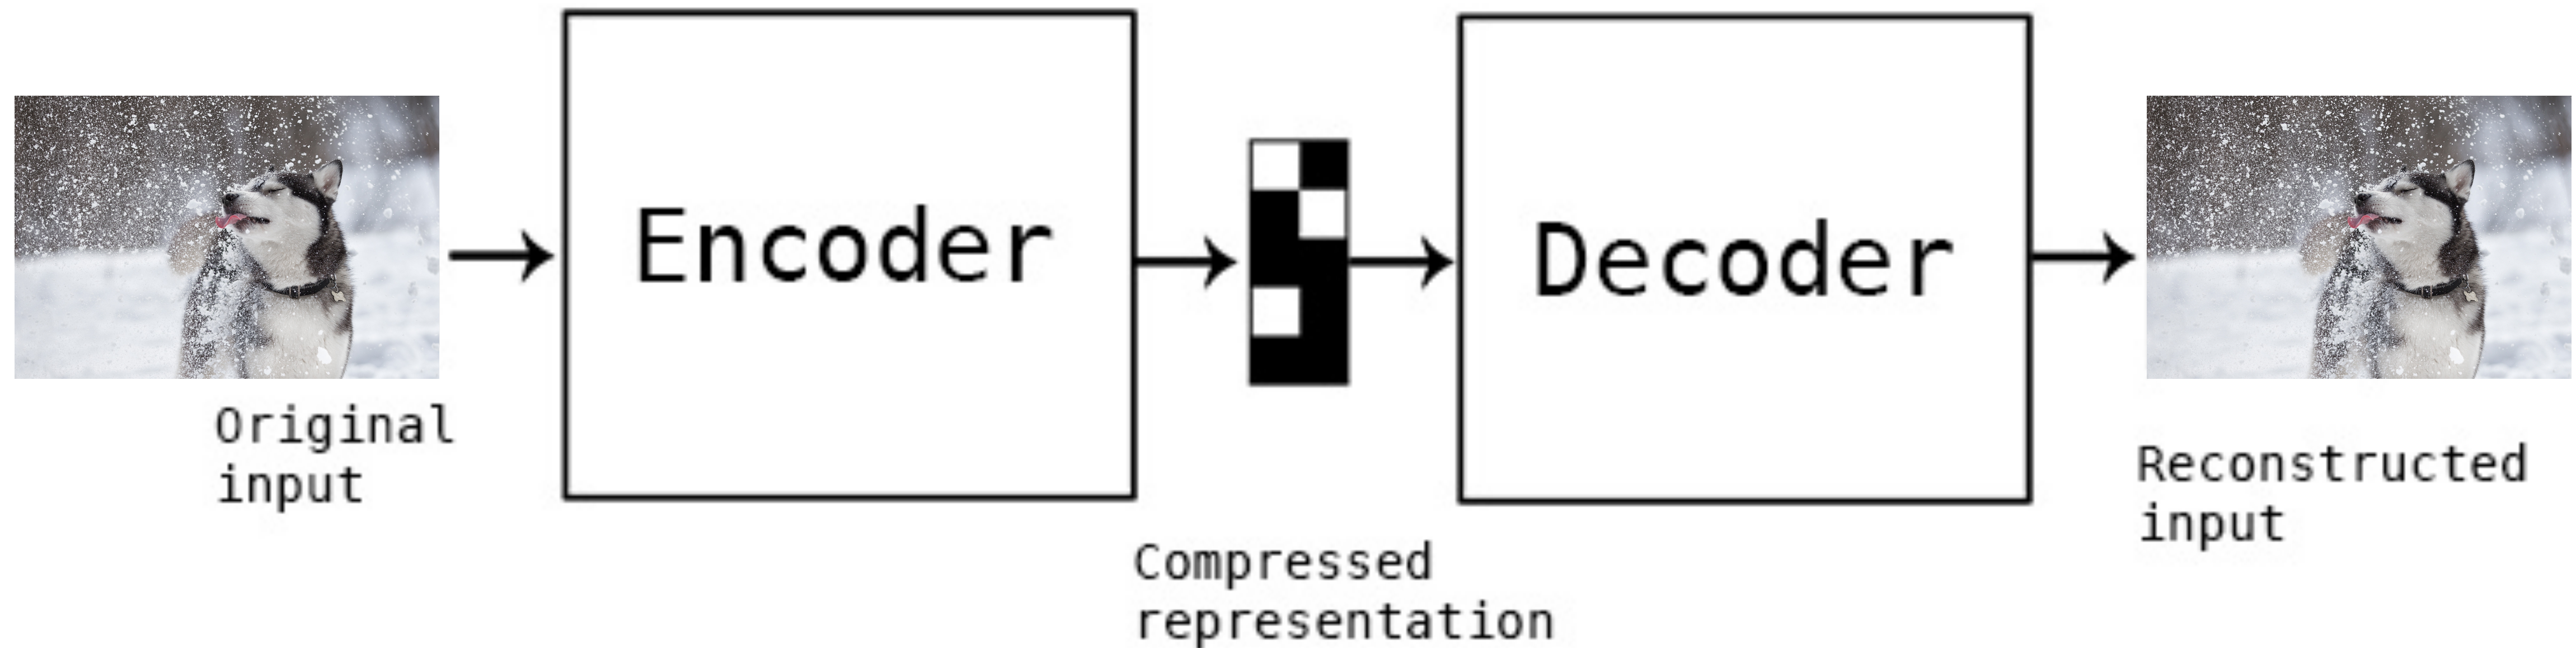 Encoder
Decoder
Original
input
Compressed
representation
Reconstructed
input